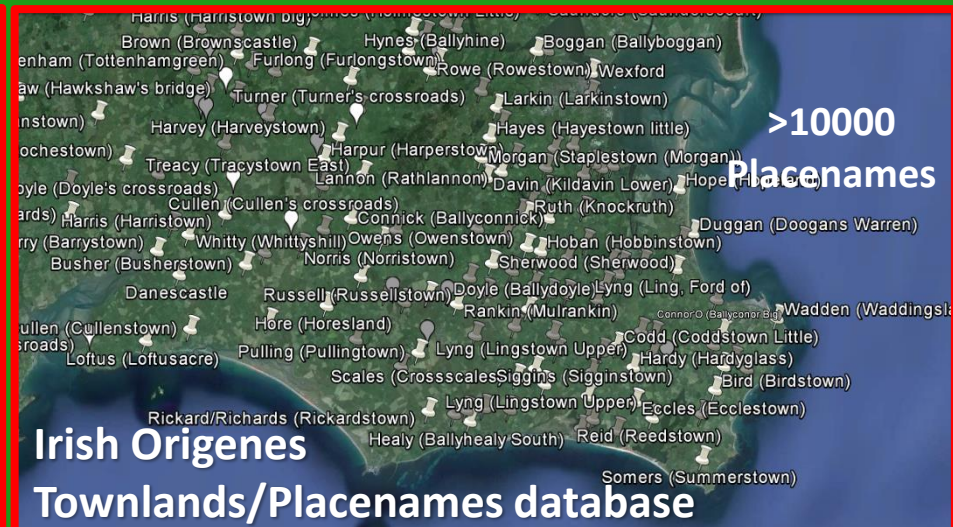 Harris (Harristown big)
Brown (Brownscastle)
Hynes (Ballyhine)
Boggan (Ballyboggan)
enham (Tottenhamgreen)
Furlong (Furlongstown)
Rowe (Rowestown)
Wexford
aw (Hawkshaw's bridge)
Turner (Turner's crossroads)
Larkin (Larkinstown)
>10000
nstown)
Harvey (Harveystown)
Hayes (Hayestown little)
ochestown)
Harpur (Harperstown)
Morgan (Staplestown (Morgan))
Placenames
Treacy (Tracystown East)
Lannon (Rathlannon)
Davin (Kildavin Lower)
oyle (Doyle's crossroads)
Cullen (Cullen's crossroads)
Ruth (Knockruth)
ards)
Harris (Harristown)
Connick (Ballyconnick)
Duggan (Doogans Warren)
rry (Barrystown)
Whitty (Whittyshill)
Owens (Owenstown)
Hoban (Hobbinstown)
Busher (Busherstown)
Norris (Norristown)
Sherwood (Sherwood)
Danescastle
Russell (Russellstown)
Doyle (Ballydoyle)
Lyng (Ling, Ford of)
Rankin (Mulrankin)
ConnorO (Ballyconor Big)
Wadden (Waddingsla
ullen (Cullenstown)
Hore (Horesland)
Codd (Coddstown Little)
sroads)
Loftus (Loftusacre)
Pulling (Pullingtown)
Lyng (Lingstown Upper)
Hardy (Hardyglass)
Scales (Crossscales)
Siggins (Sigginstown)
Bird (Birdstown)
Lyng (Lingstown Upper)
Eccles (Ecclestown)
Rickard/Richards (Rickardstown)
Healy (Ballyhealy South)
Reid (Reedstown)
Irish Origenes
Somers (Summerstown)
Townlands/Placenames database